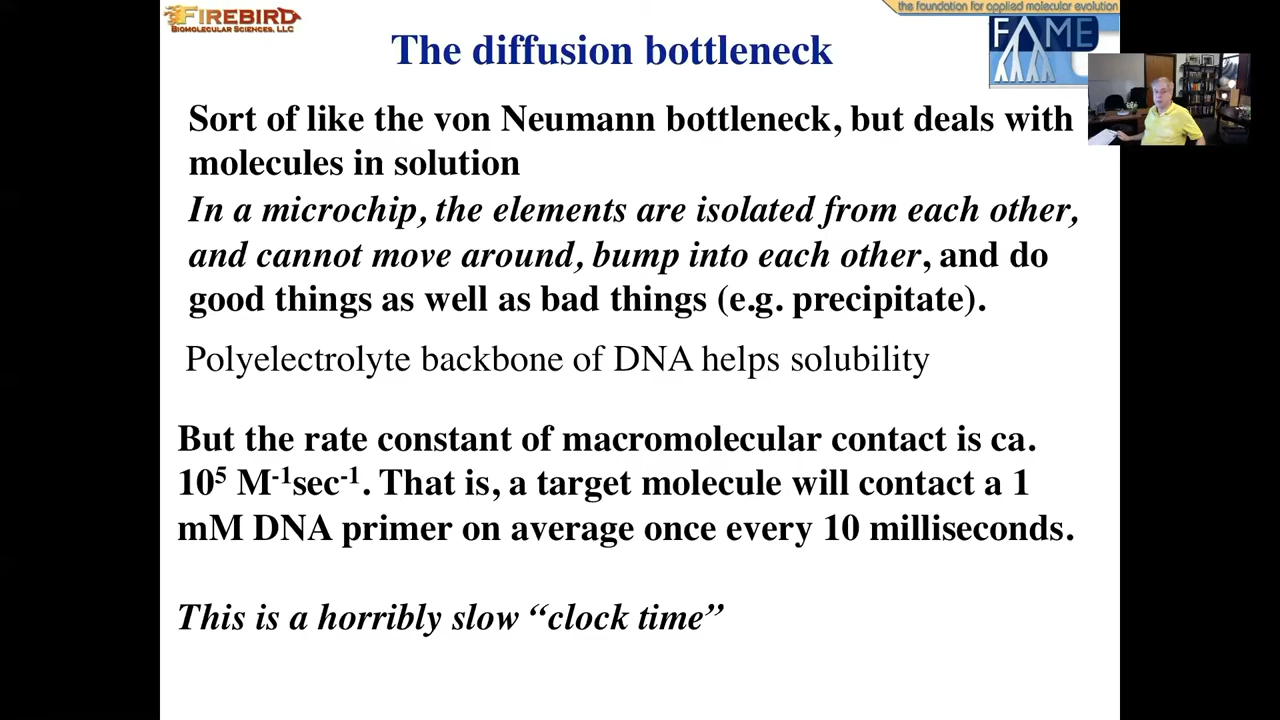 FIREBIRD
BIOMOLECULAR SCIENCES, LLC
the foundation for applied molecular evolution
FAME
The diffusion bottleneck
Sort of like the von Neumann bottleneck, but deals with
molecules in solution
In a microchip, the elements are isolated from each other,
and cannot move around, bump into each other, and do
good things as well as bad things (e.g. precipitate).
Polyelectrolyte backbone of DNA helps solubility
But the rate constant of macromolecular contact is ca.
10⁵ M⁻¹sec⁻¹. That is, a target molecule will contact a 1
mM DNA primer on average once every 10 milliseconds.
This is a horribly slow “clock time”